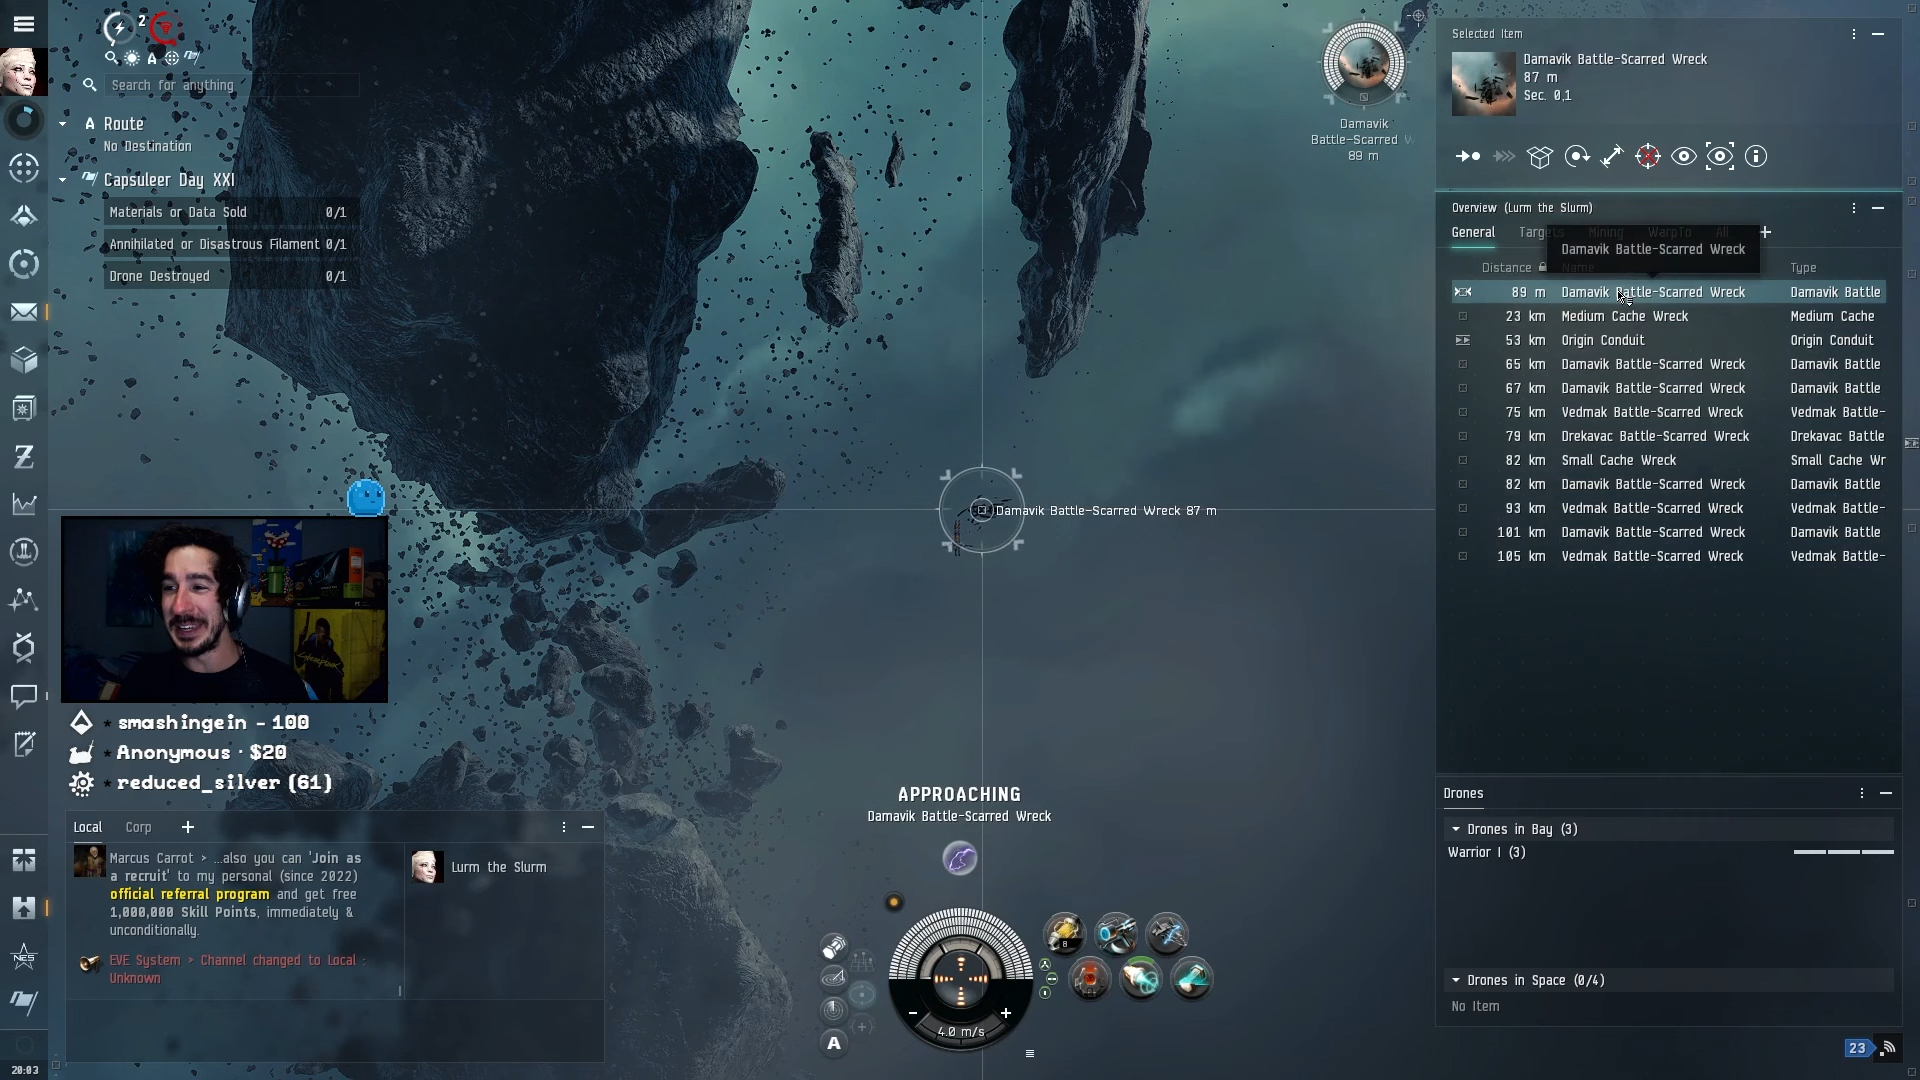 2
Search for anything
A Route
No Destination
Capsuleer Day XXI
Materials or Data Sold 0/1
Annihilated or Disastrous Filament 0/1
Drone Destroyed 0/1
Damavik
Battle-Scarred W
89 m
Damavik Battle-Scarred Wreck 87 m
smashingein - 100
Anonymous · $20
reduced_silver (61)
Local Corp
Marcus Carrot > ...also you can 'Join as
a recruit' to my personal (since 2022)
official referral program and get free
1,000,000 Skill Points, immediately &
unconditionally.
EVE System > Channel changed to Local :
Unknown
Lurm the Slurm
APPROACHING
Damavik Battle-Scarred Wreck
8
4.0 m/s
A
NES
20:03
Selected Item
Damavik Battle-Scarred Wreck
87 m
Sec. 0,1
Overview (Lurm the Slurm)
General Targets Mining WarpTo All
Damavik Battle-Scarred Wreck
Distance Name Type
89 m Damavik Battle-Scarred Wreck Damavik Battle
23 km Medium Cache Wreck Medium Cache
53 km Origin Conduit Origin Conduit
65 km Damavik Battle-Scarred Wreck Damavik Battle
67 km Damavik Battle-Scarred Wreck Damavik Battle
75 km Vedmak Battle-Scarred Wreck Vedmak Battle-
79 km Drekavac Battle-Scarred Wreck Drekavac Battle
82 km Small Cache Wreck Small Cache Wr
82 km Damavik Battle-Scarred Wreck Damavik Battle
93 km Vedmak Battle-Scarred Wreck Vedmak Battle-
101 km Damavik Battle-Scarred Wreck Damavik Battle
105 km Vedmak Battle-Scarred Wreck Vedmak Battle-
Drones
Drones in Bay (3)
Warrior I (3)
Drones in Space (0/4)
No Item
23